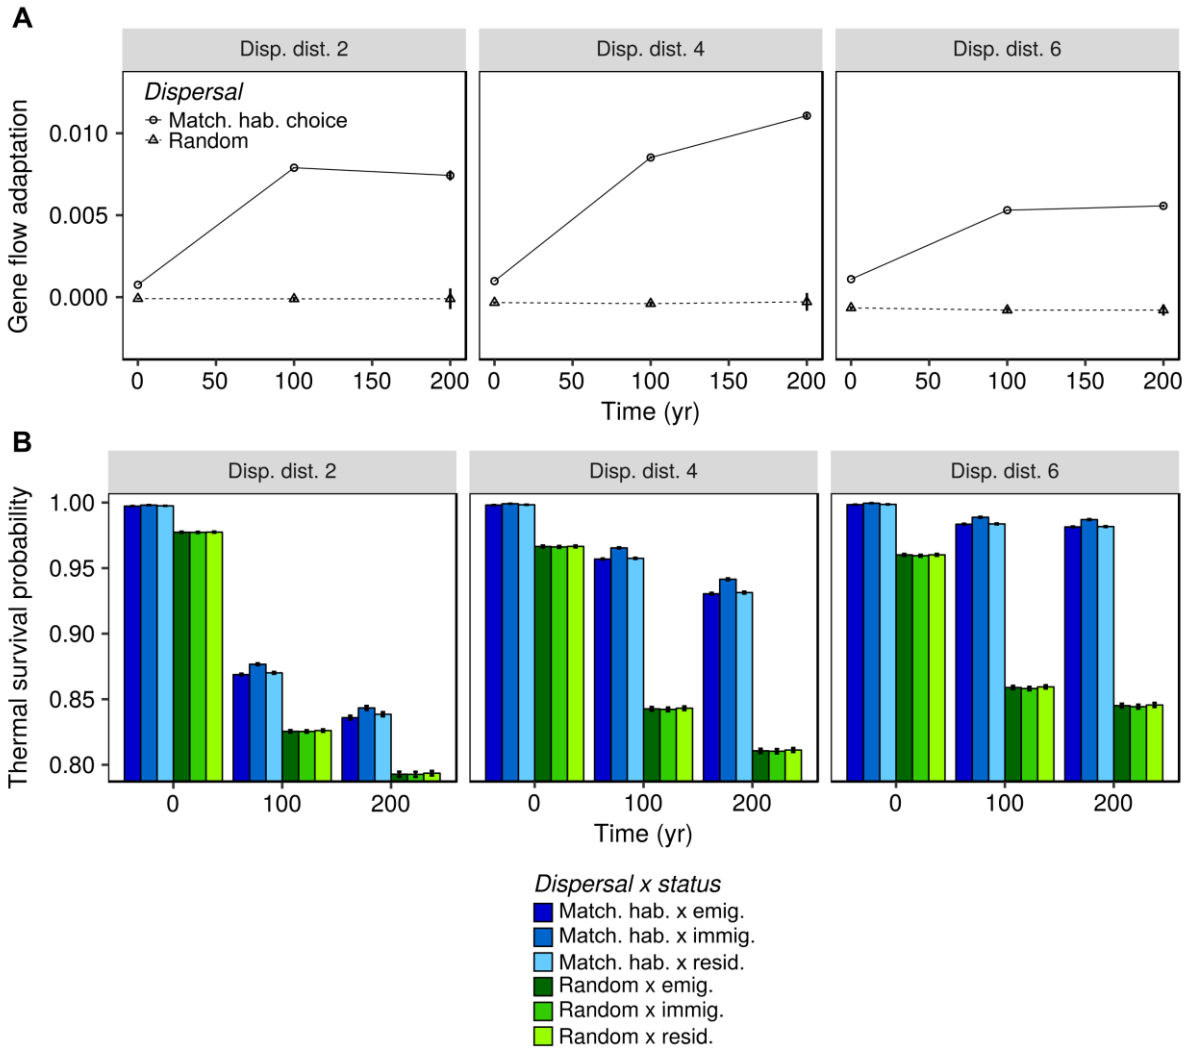 A
Disp. dist. 2 Disp. dist. 4 Disp. dist. 6
Gene flow adaptation
Dispersal
Match. hab. choice
Random
0.010
0.005
0.000
0 50 100 150 200 0 50 100 150 200 0 50 100 150 200
Time (yr)
B
Disp. dist. 2 Disp. dist. 4 Disp. dist. 6
Thermal survival probability
1.00
0.95
0.90
0.85
0.80
0 100 200 0 100 200 0 100 200
Time (yr)
Dispersal x status
Match. hab. x emig.
Match. hab. x immig.
Match. hab. x resid.
Random x emig.
Random x immig.
Random x resid.